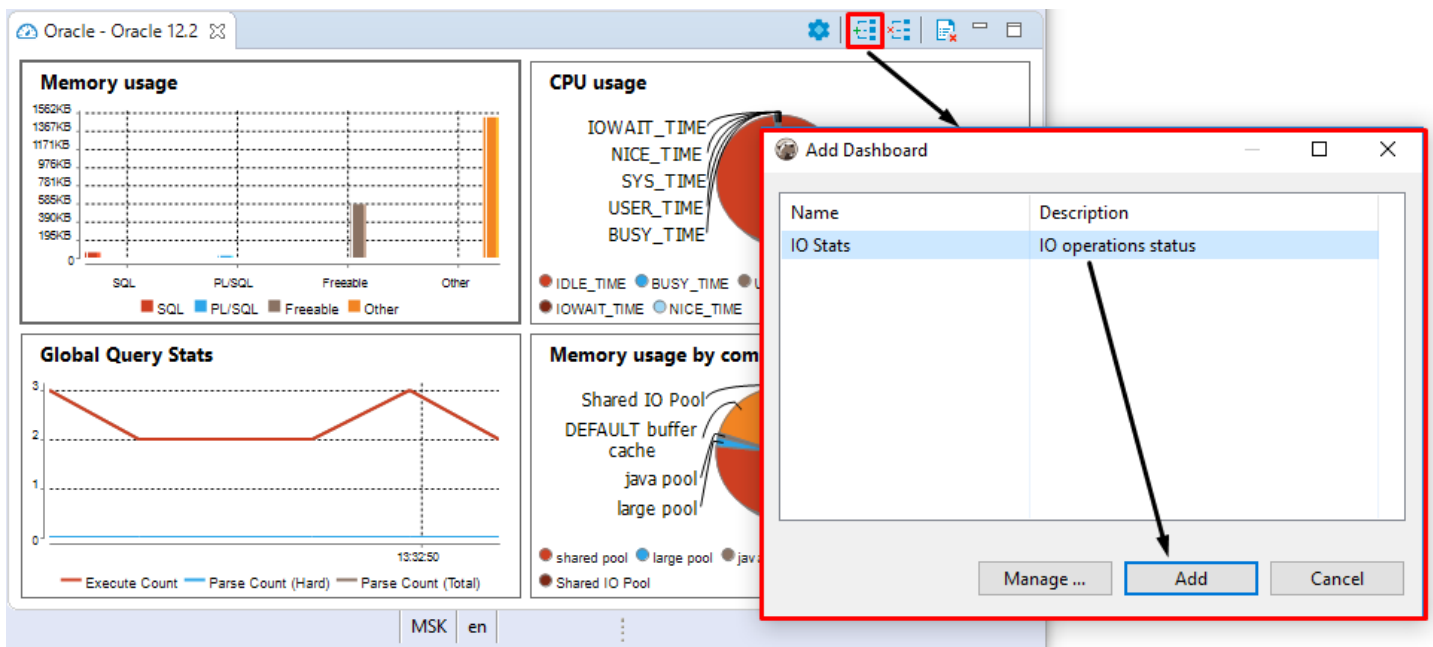 Oracle - Oracle 12.2
Memory usage
1562KB
1367KB
1171KB
976KB
781KB
585KB
390KB
195KB
0
SQL PL/SQL Freeable Other
SQL PL/SQL Freeable Other
CPU usage
IOWAIT_TIME
NICE_TIME
SYS_TIME
USER_TIME
BUSY_TIME
IDLE_TIME BUSY_TIME U
IOWAIT_TIME NICE_TIME
Global Query Stats
3
2
1
0
13:32:50
Execute Count Parse Count (Hard) Parse Count (Total)
Memory usage by com
Shared IO Pool
DEFAULT buffer
cache
java pool
large pool
shared pool large pool jav
Shared IO Pool
Add Dashboard
Name Description
IO Stats IO operations status
Manage ... Add Cancel
MSK en